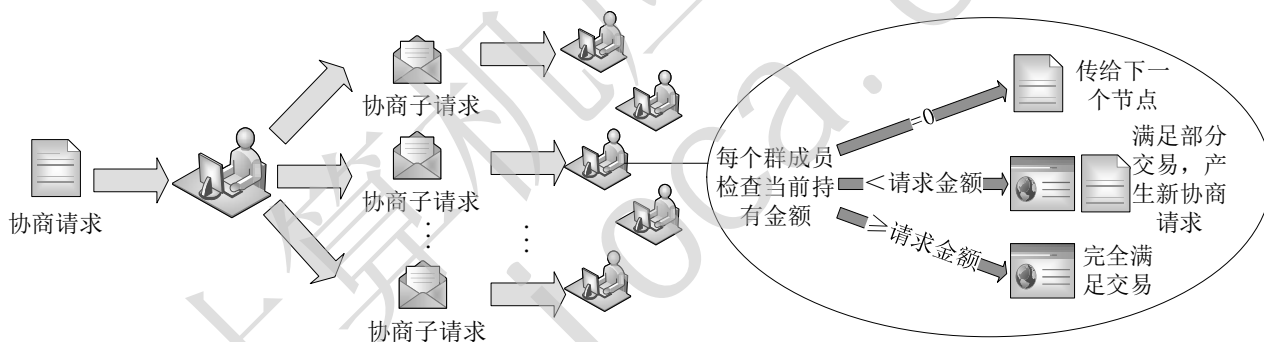 协商请求
协商子请求
协商子请求
⋮
⋮
协商子请求
每个群成员
检查当前持
有金额
=0
<请求金额
≥请求金额
传给下一
个节点
满足部分
交易，产
生新协商
请求
完全满
足交易